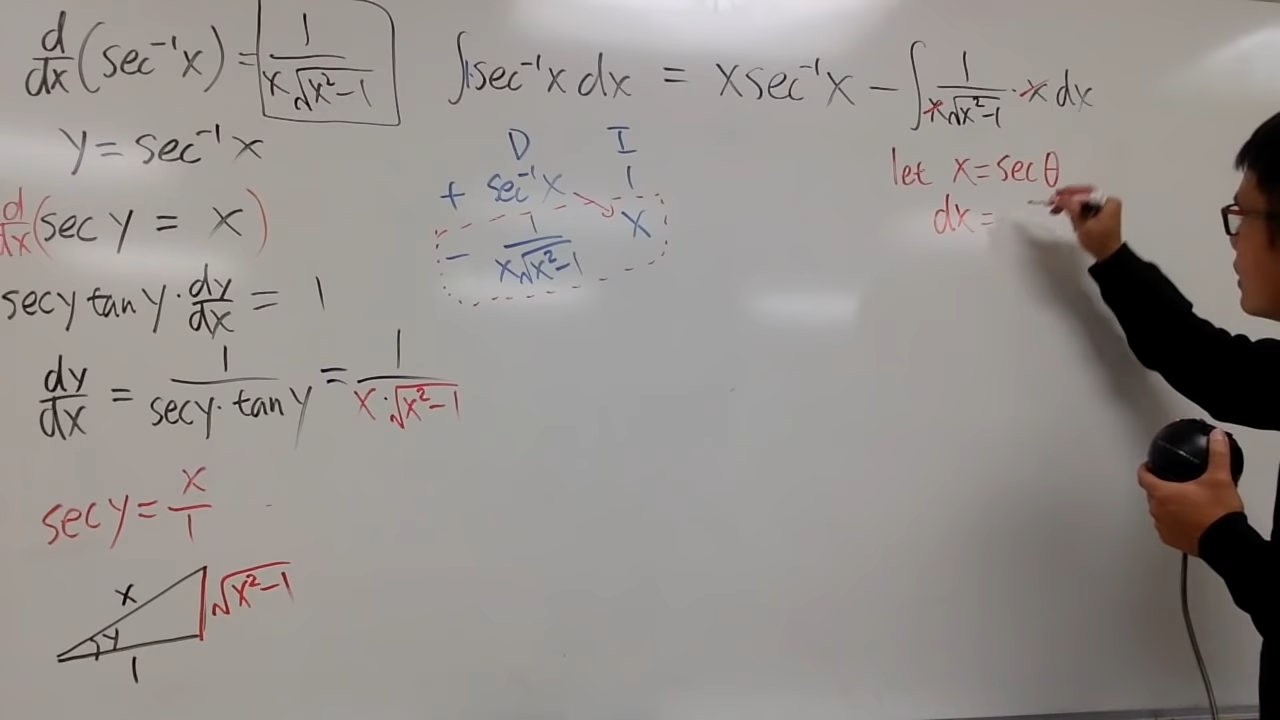 d/dx (sec⁻¹x) = 1/(x√(x²-1))
y = sec⁻¹x
d/dx (sec y = x)
sec y tan y · dy/dx = 1
dy/dx = 1/(sec y · tan y) = 1/(x · √(x²-1))
sec y = x/1
x
√(x²-1)
y
1
∫1 sec⁻¹x dx = x sec⁻¹x - ∫ 1/(x√(x²-1)) · x dx
D I
+ sec⁻¹x 1
- 1/(x√(x²-1)) x
let x = sec θ
dx =